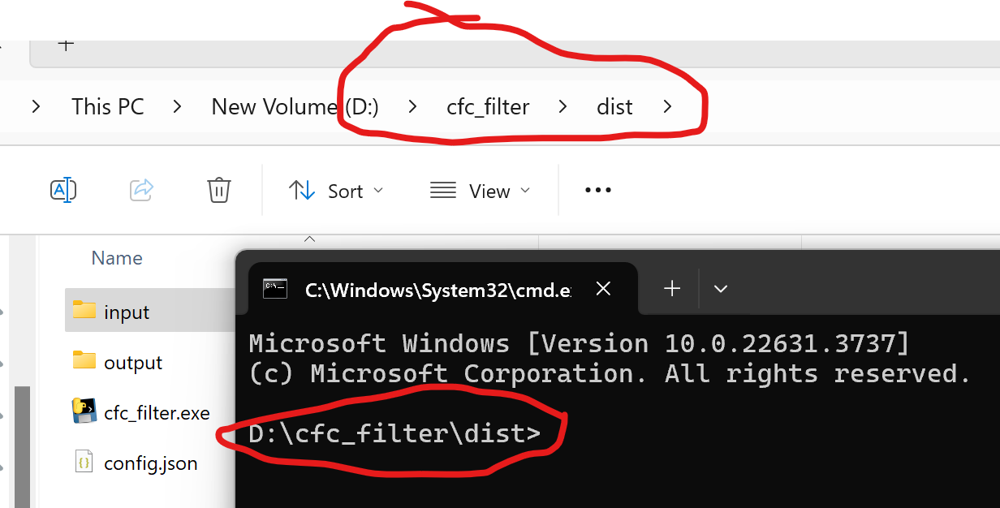 This PC > New Volume (D:) > cfc_filter > dist >
Sort View
Name
input
output
cfc_filter.exe
config.json
C:\Windows\System32\cmd.e
Microsoft Windows [Version 10.0.22631.3737]
(c) Microsoft Corporation. All rights reserved.
D:\cfc_filter\dist>